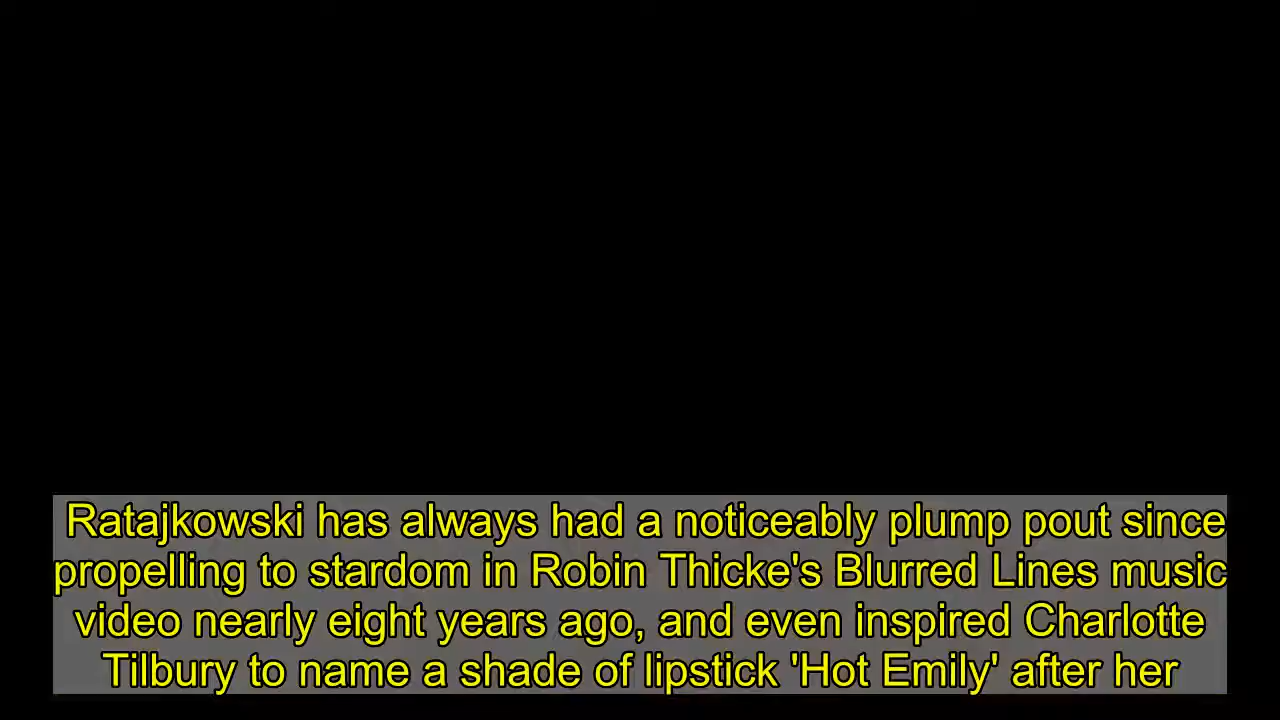 Ratajkowski has always had a noticeably plump pout since
propelling to stardom in Robin Thicke's Blurred Lines music
video nearly eight years ago, and even inspired Charlotte
Tilbury to name a shade of lipstick 'Hot Emily' after her